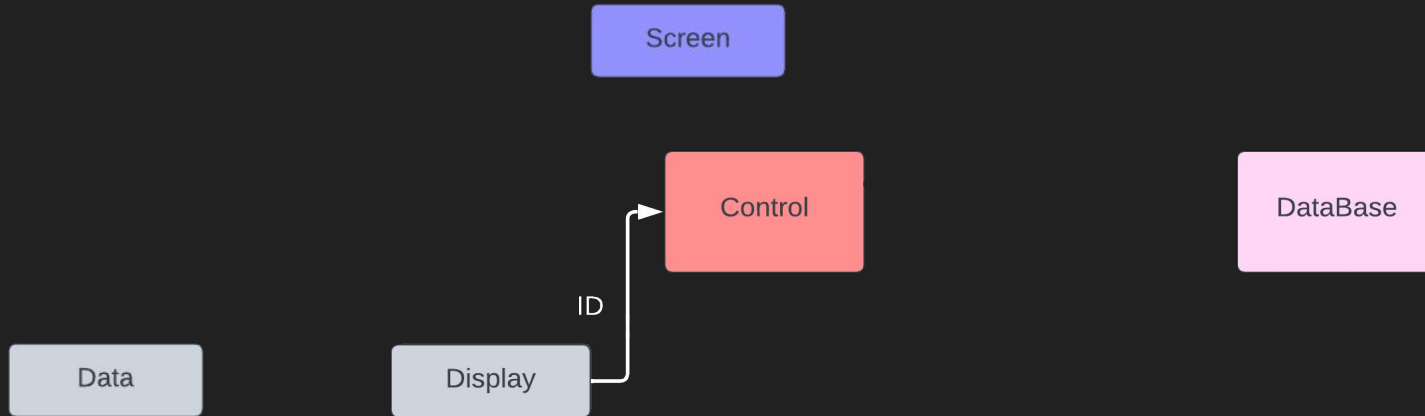 Screen
Control
DataBase
ID
Data
Display